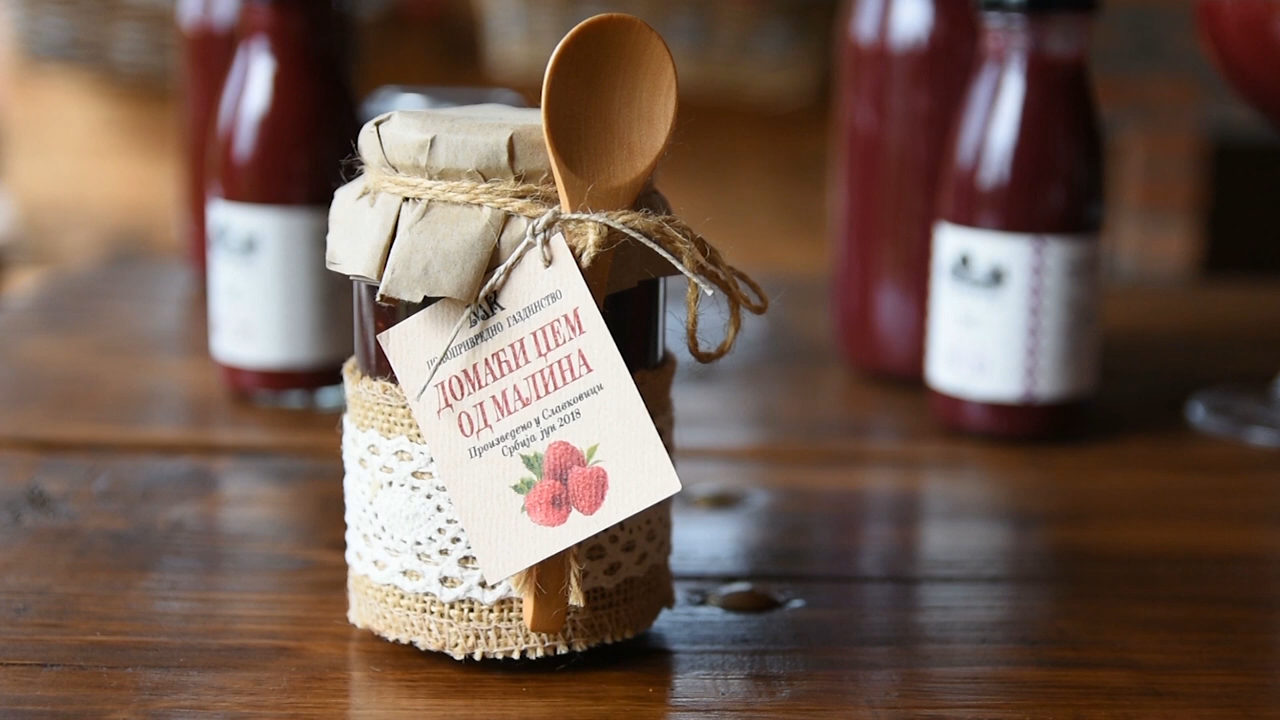 ПОЉОПРИВРЕДНО ГАЗДИНСТВО
ДОМАЋИ ЏЕМ
ОД МАЛИНА
Произведено у Славковици
Србија, јун 2018